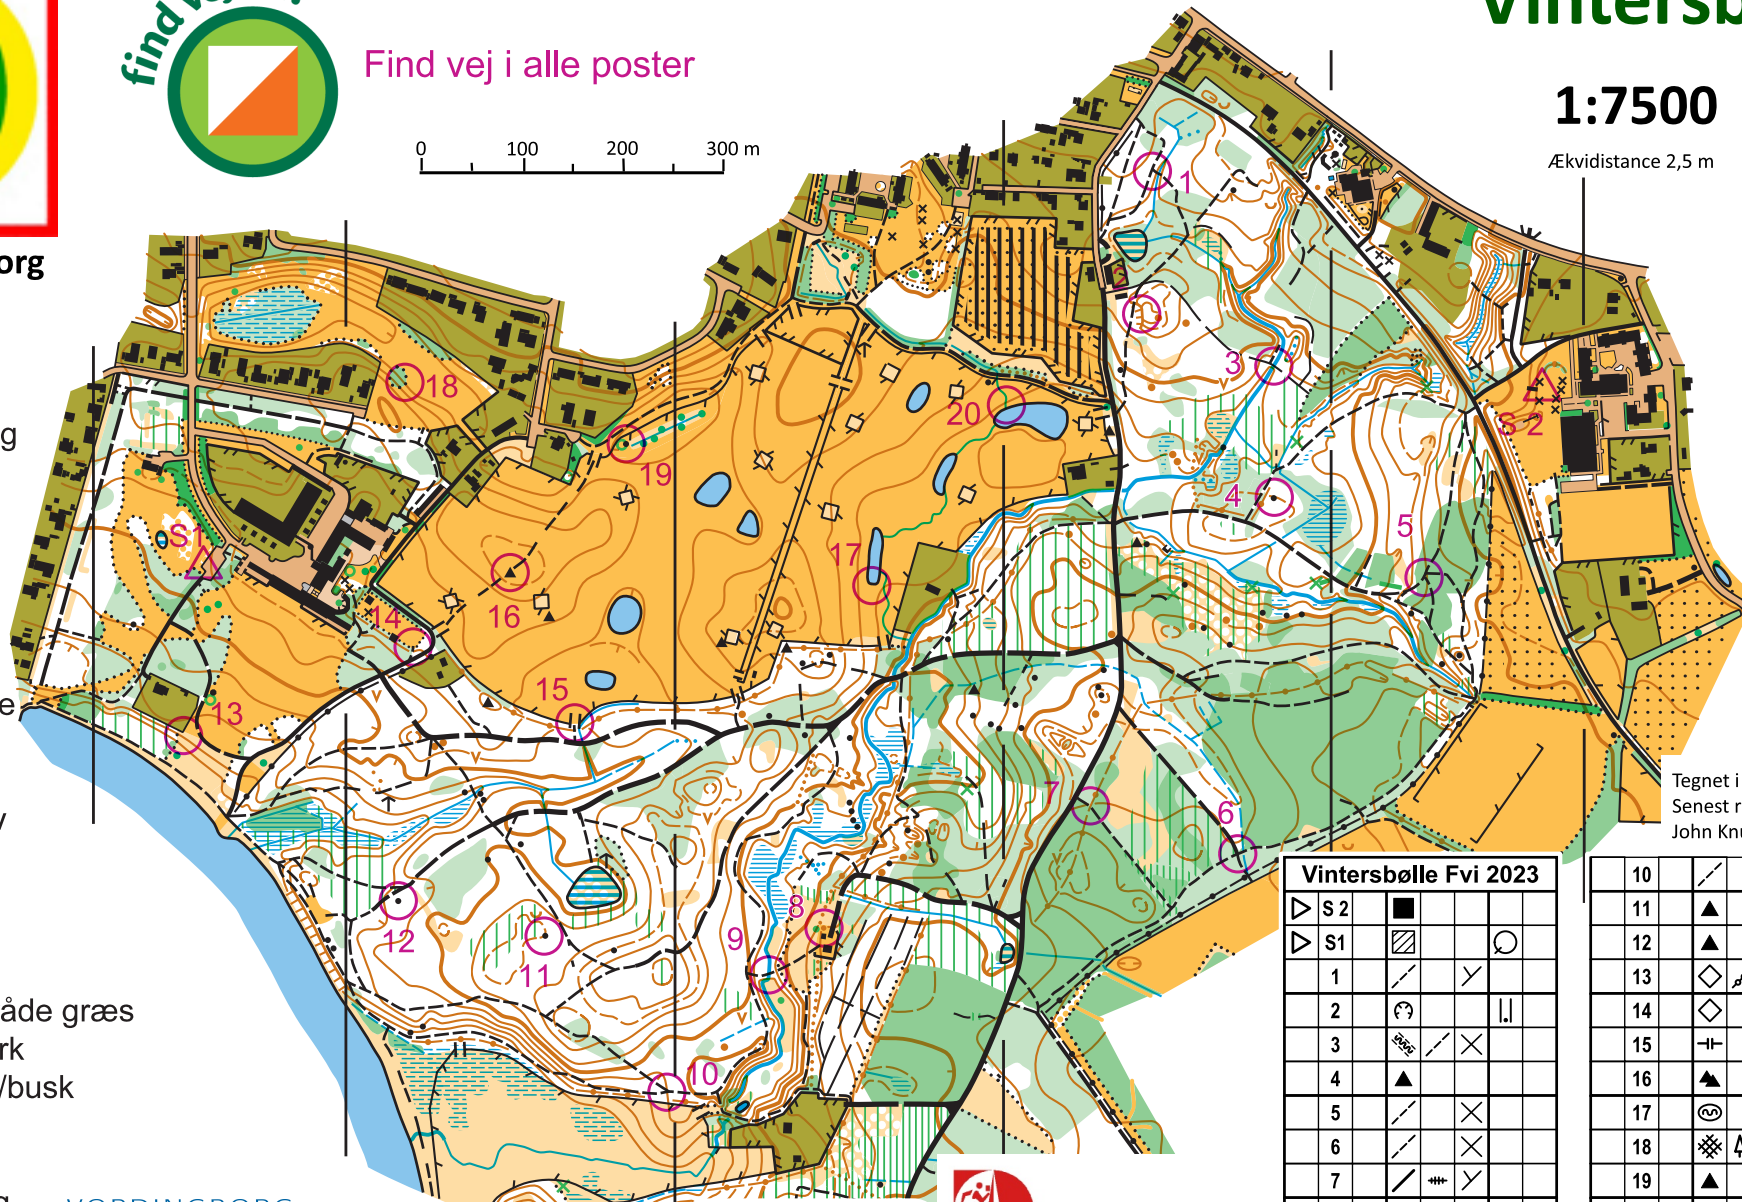 find vej
Find vej i alle poster
Vintersb
1:7500
Ækvidistance 2,5 m
0 100 200 300 m
org
g
e
y
åde græs
rk
/busk
g
VORDINGBORG
S1
S 2
1
2
3
4
5
6
7
8
9
10
11
12
13
14
15
16
17
18
19
20
Tegnet i
Senest r
John Knu
Vintersbølle Fvi 2023
S 2
S1
1
2
3
4
5
6
7
10
11
12
13
14
15
16
17
18
19